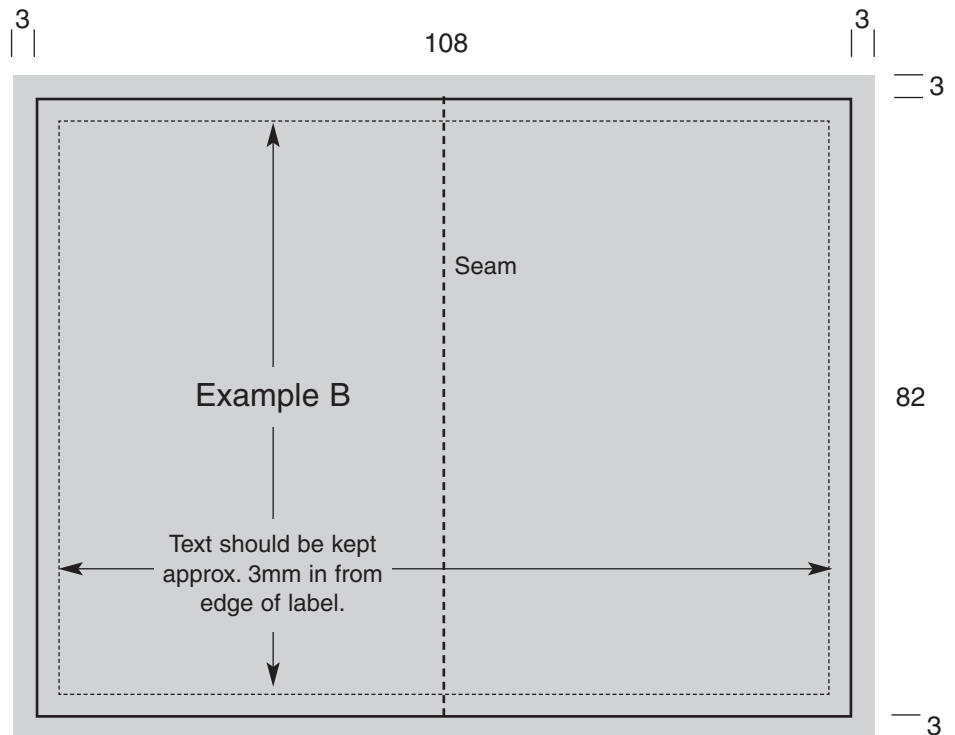 3
3
108
3
Seam
Example B
82
Text should be kept
approx. 3mm in from
edge of label.
3